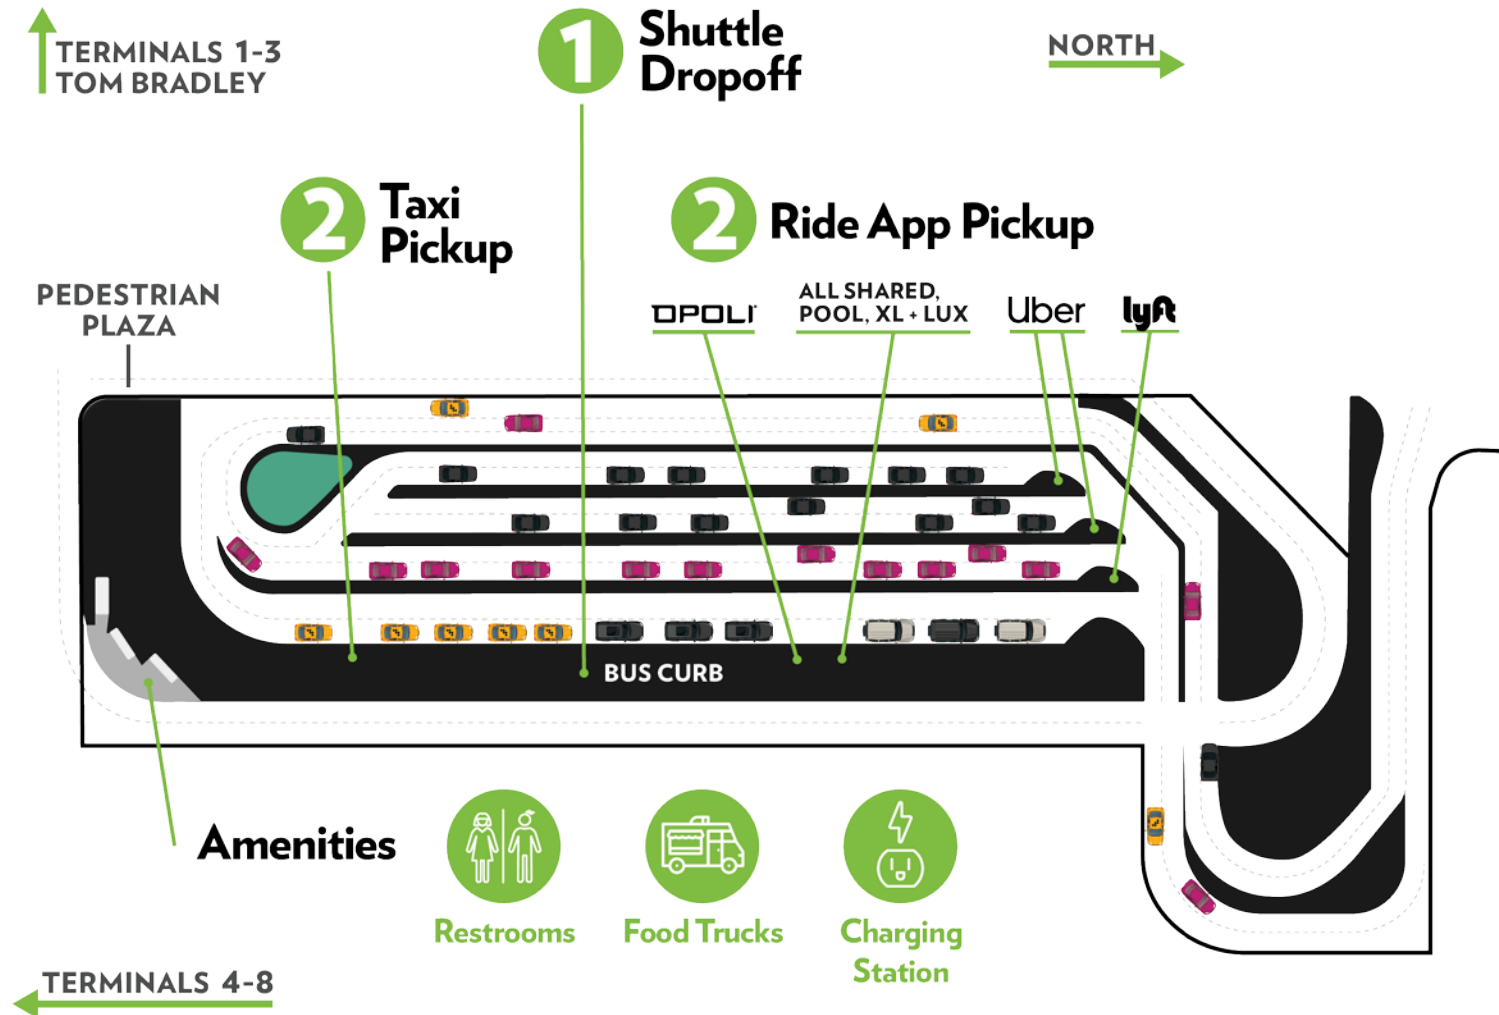 TERMINALS 1-3
TOM BRADLEY
1
Shuttle
Dropoff
NORTH
2
Taxi
Pickup
2
Ride App Pickup
PEDESTRIAN
PLAZA
OPOLI
ALL SHARED,
POOL, XL + LUX
Uber
lyft
BUS CURB
Amenities
Restrooms
Food Trucks
Charging
Station
TERMINALS 4-8